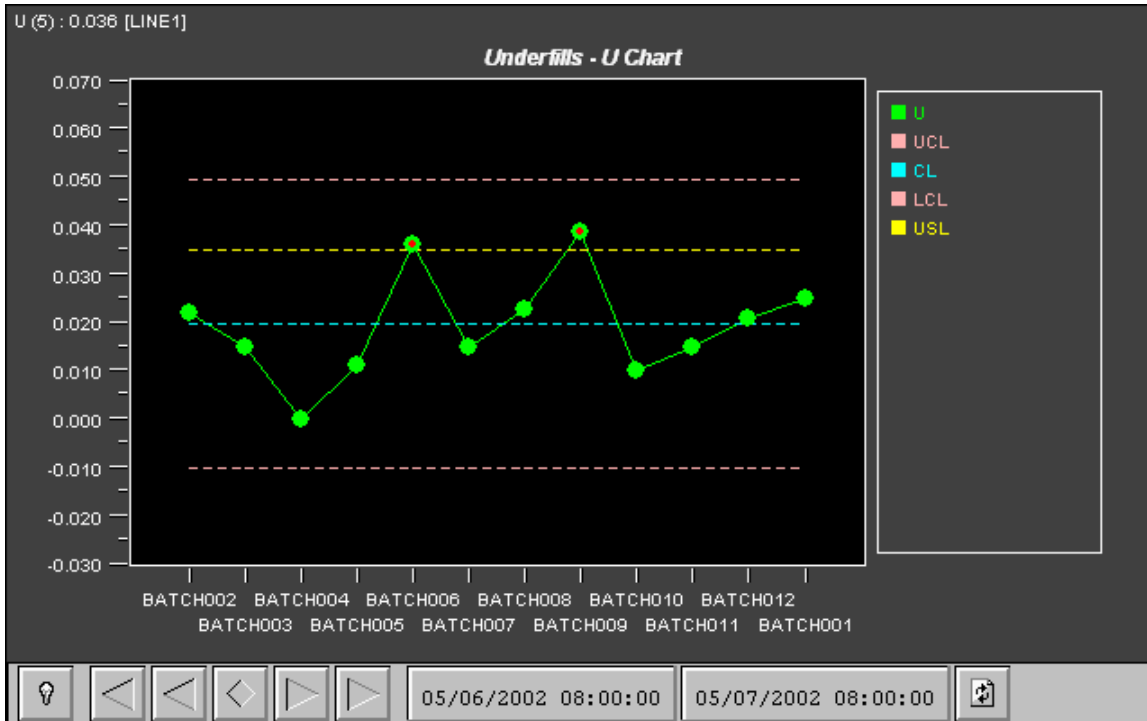 U (5) : 0.036 [LINE1]
Underfills - U Chart
0.070
0.060
0.050
0.040
0.030
0.020
0.010
0.000
-0.010
-0.020
-0.030
U
UCL
CL
LCL
USL
BATCH002 BATCH004 BATCH006 BATCH008 BATCH010 BATCH012
BATCH003 BATCH005 BATCH007 BATCH009 BATCH011 BATCH001
05/06/2002 08:00:00 05/07/2002 08:00:00